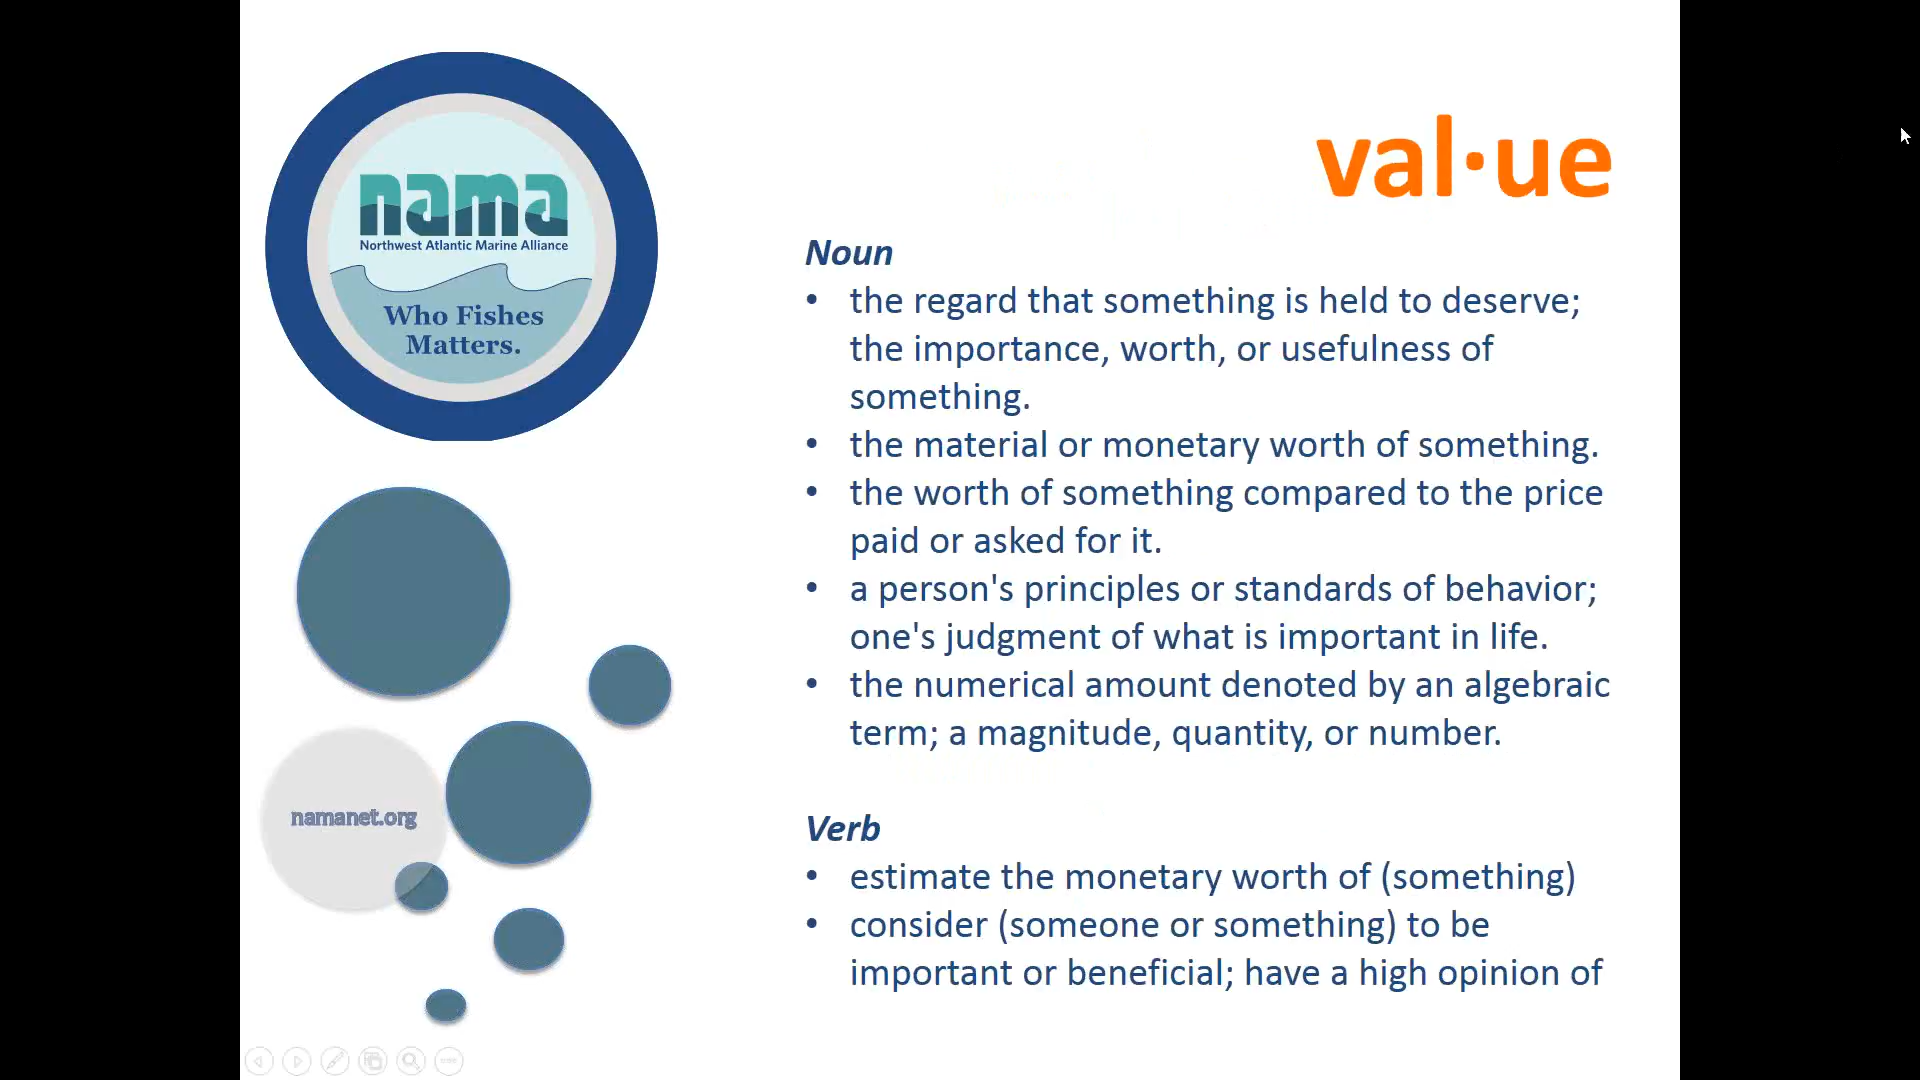 nama
Northwest Atlantic Marine Alliance
Who Fishes
Matters.
namanet.org
val·ue
Noun
• the regard that something is held to deserve;
the importance, worth, or usefulness of
something.
• the material or monetary worth of something.
• the worth of something compared to the price
paid or asked for it.
• a person's principles or standards of behavior;
one's judgment of what is important in life.
• the numerical amount denoted by an algebraic
term; a magnitude, quantity, or number.
Verb
• estimate the monetary worth of (something)
• consider (someone or something) to be
important or beneficial; have a high opinion of